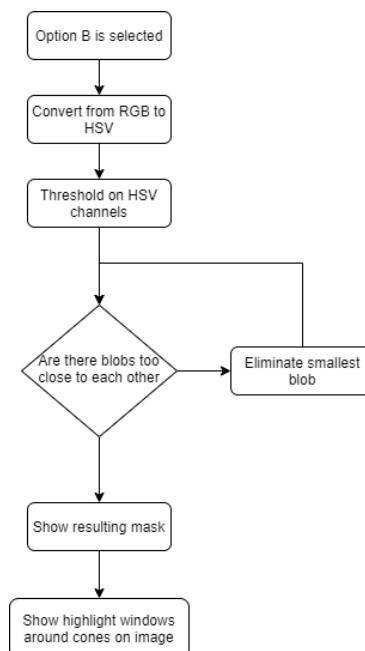 Option B is selected
Convert from RGB to
HSV
Threshold on HSV
channels
Are there blobs too
close to each other
Eliminate smallest
blob
Show resulting mask
Show highlight windows
around cones on image